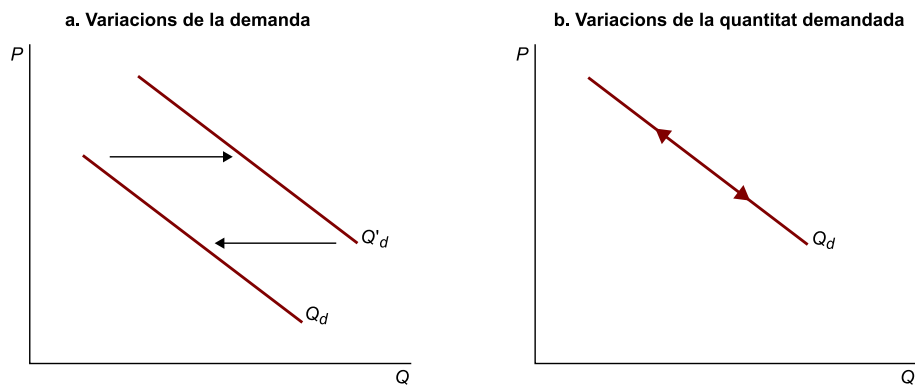 a. Variacions de la demanda
P
Q'd
Qd
Q
b. Variacions de la quantitat demandada
P
Qd
Q